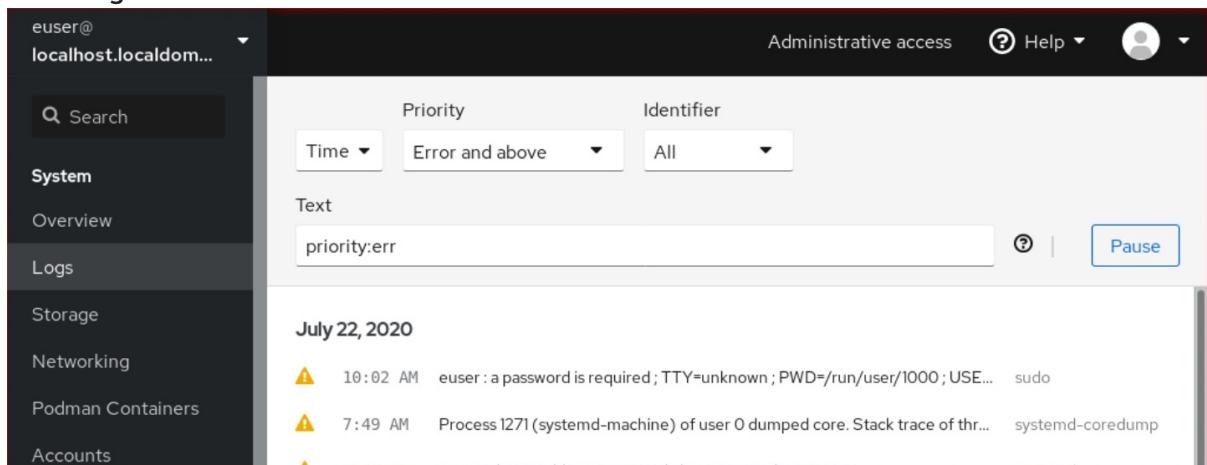 euser@
localhost.localdom...
Administrative access
Help
Search
System
Overview
Logs
Storage
Networking
Podman Containers
Accounts
Priority
Identifier
Time
Error and above
All
Text
priority:err
Pause
July 22, 2020
10:02 AM euser : a password is required ; TTY=unknown ; PWD=/run/user/1000 ; USE... sudo
7:49 AM Process 1271 (systemd-machine) of user 0 dumped core. Stack trace of thr... systemd-coredump